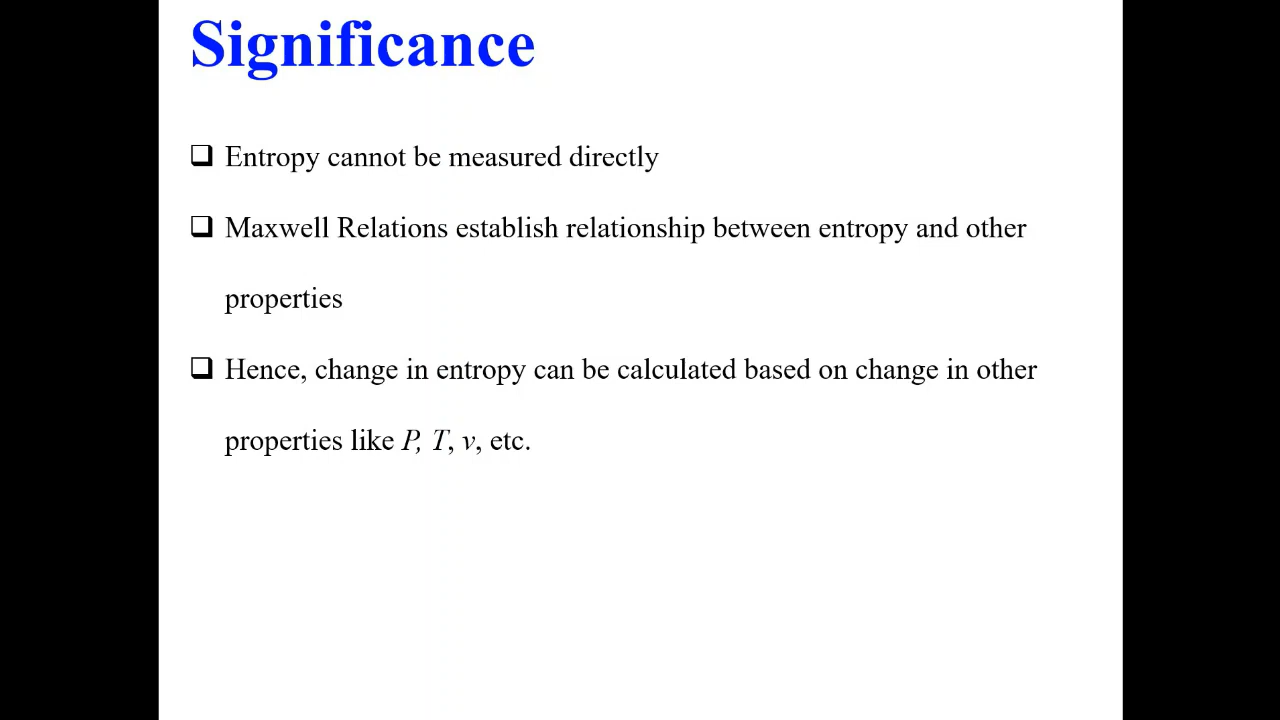 Significance
❑ Entropy cannot be measured directly
❑ Maxwell Relations establish relationship between entropy and other
properties
❑ Hence, change in entropy can be calculated based on change in other
properties like P, T, v, etc.